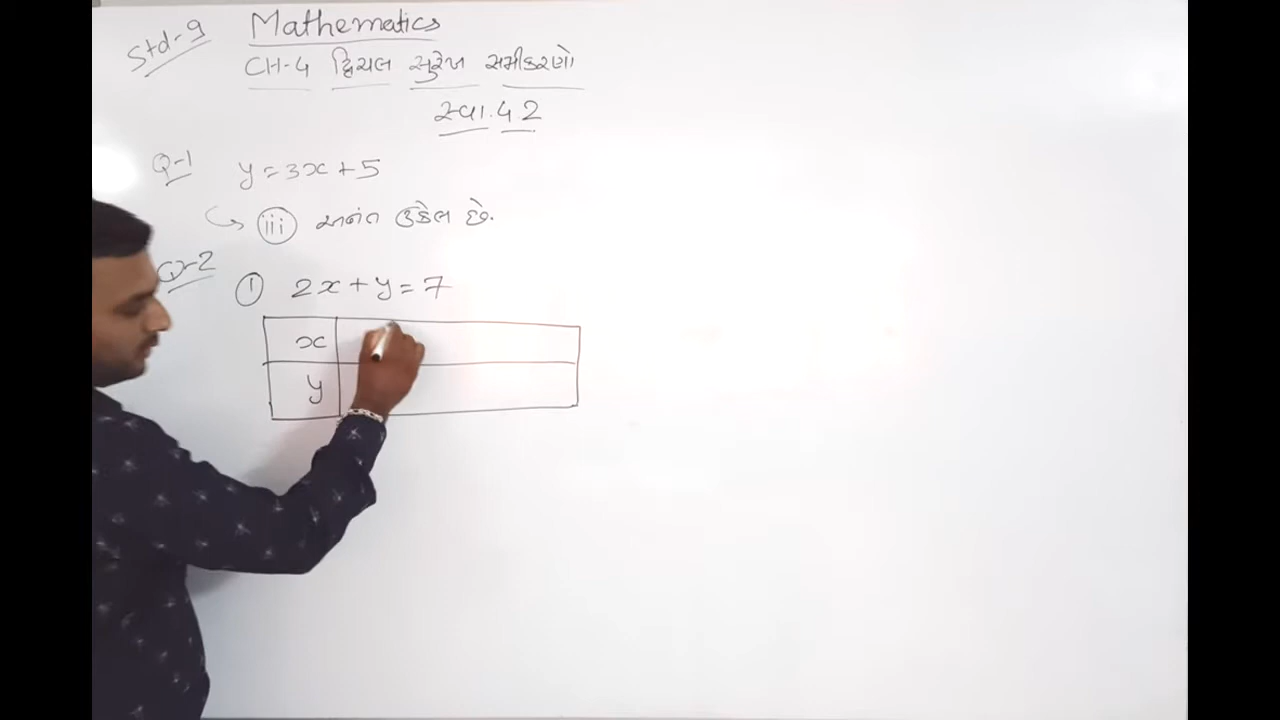 Std-9 Mathematics
CH-4 દ્વિચલ સુરેખ સમીકરણો
સ્વા. 4.2
Q-1 y = 3x + 5
(iii) અનંત ઉકેલ છે.
Q-2 (1) 2x + y = 7
x
y